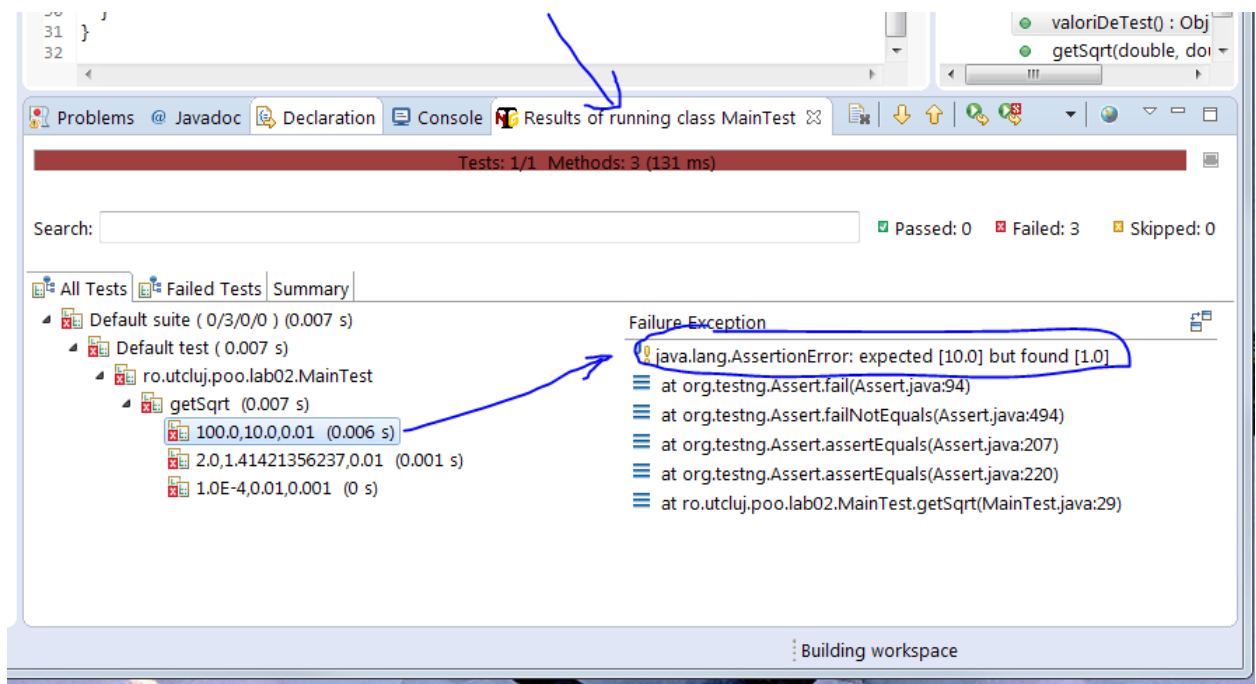 31 }
valoriDeTest() : Obj
32
getSqrt(double, dou
Problems @ Javadoc Declaration Console Results of running class MainTest
Tests: 1/1 Methods: 3 (131 ms)
Search:
Passed: 0 Failed: 3 Skipped: 0
All Tests Failed Tests Summary
Default suite ( 0/3/0/0 ) (0.007 s)
Default test ( 0.007 s)
ro.utcluj.poo.lab02.MainTest
getSqrt (0.007 s)
100.0,10.0,0.01 (0.006 s)
2.0,1.41421356237,0.01 (0.001 s)
1.0E-4,0.01,0.001 (0 s)
Failure Exception
java.lang.AssertionError: expected [10.0] but found [1.0]
at org.testng.Assert.fail(Assert.java:94)
at org.testng.Assert.failNotEquals(Assert.java:494)
at org.testng.Assert.assertEquals(Assert.java:207)
at org.testng.Assert.assertEquals(Assert.java:220)
at ro.utcluj.poo.lab02.MainTest.getSqrt(MainTest.java:29)
Building workspace